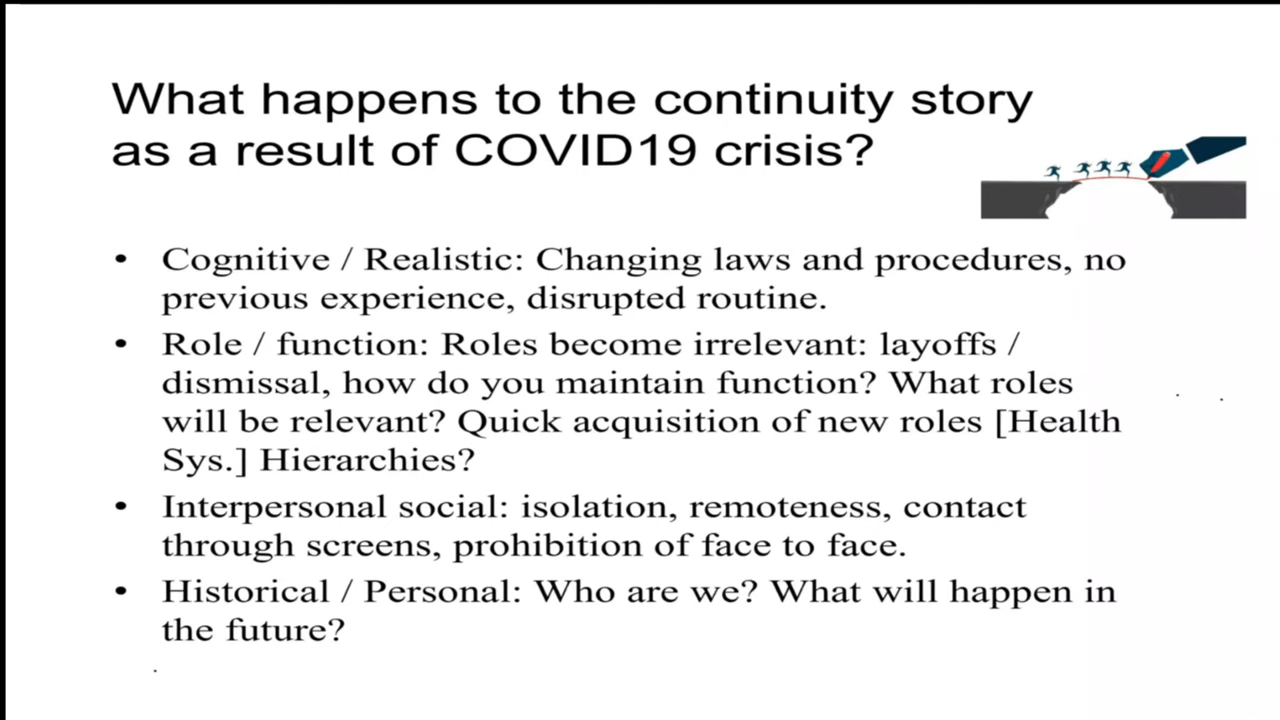 What happens to the continuity story
as a result of COVID19 crisis?
• Cognitive / Realistic: Changing laws and procedures, no
previous experience, disrupted routine.
• Role / function: Roles become irrelevant: layoffs /
dismissal, how do you maintain function? What roles
will be relevant? Quick acquisition of new roles [Health
Sys.] Hierarchies?
• Interpersonal social: isolation, remoteness, contact
through screens, prohibition of face to face.
• Historical / Personal: Who are we? What will happen in
the future?